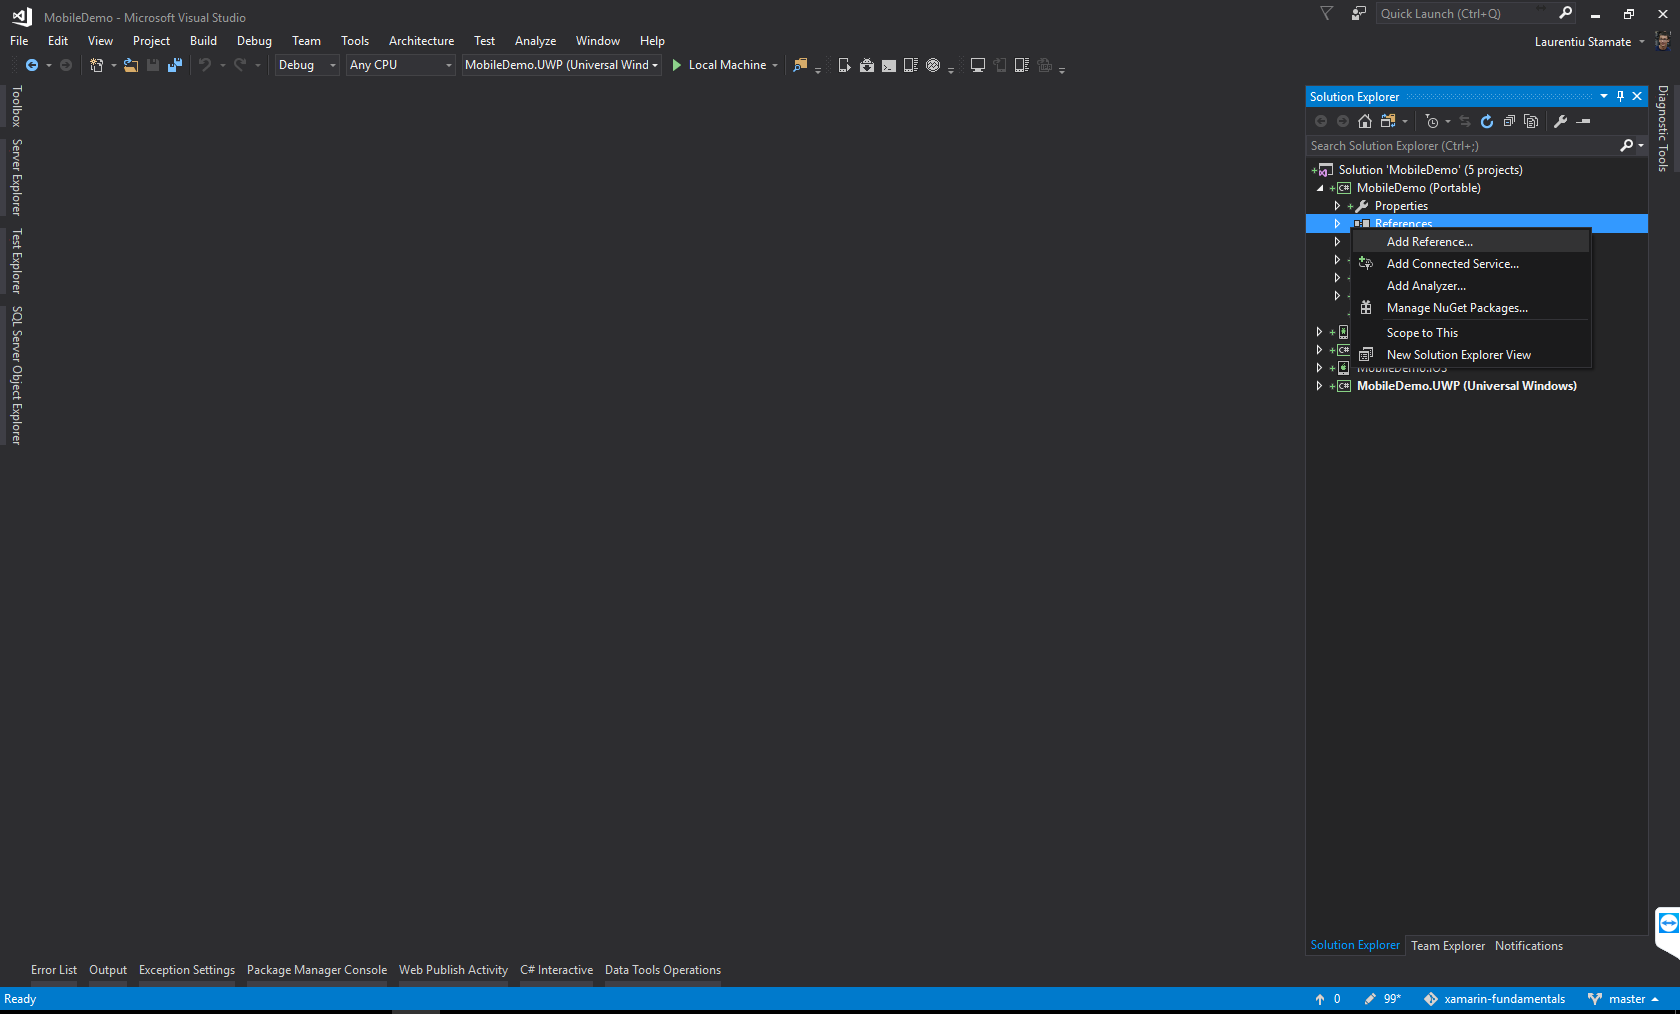 MobileDemo - Microsoft Visual Studio
Quick Launch (Ctrl+Q)
File Edit View Project Build Debug Team Tools Architecture Test Analyze Window Help
Laurentiu Stamate
Debug Any CPU MobileDemo.UWP (Universal Wind Local Machine
Toolbox
Server Explorer
Test Explorer
SQL Server Object Explorer
Solution Explorer
Search Solution Explorer (Ctrl+;)
Solution 'MobileDemo' (5 projects)
MobileDemo (Portable)
Properties
References
Add Reference...
Add Connected Service...
Add Analyzer...
Manage NuGet Packages...
Scope to This
New Solution Explorer View
MobileDemo.iOS
MobileDemo.UWP (Universal Windows)
Diagnostic Tools
Solution Explorer Team Explorer Notifications
Error List Output Exception Settings Package Manager Console Web Publish Activity C# Interactive Data Tools Operations
Ready
0 99* xamarin-fundamentals master